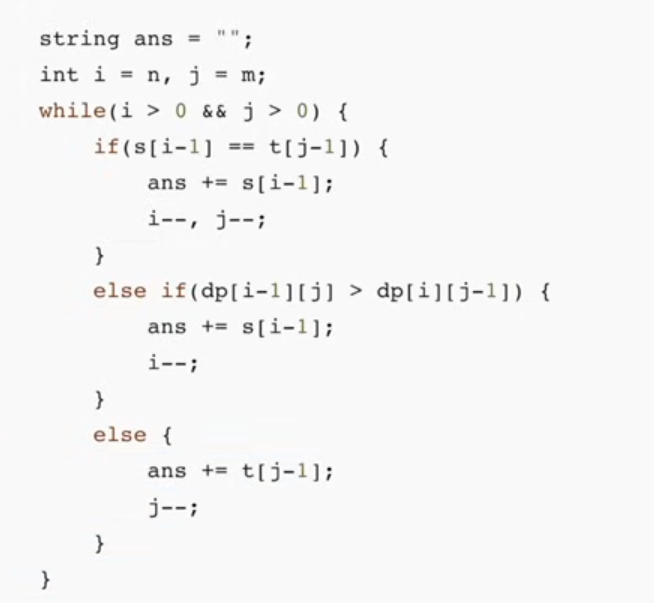 string ans = "";
int i = n, j = m;
while(i > 0 && j > 0) {
if(s[i-1] == t[j-1]) {
ans += s[i-1];
i--, j--;
}
else if(dp[i-1][j] > dp[i][j-1]) {
ans += s[i-1];
i--;
}
else {
ans += t[j-1];
j--;
}
}